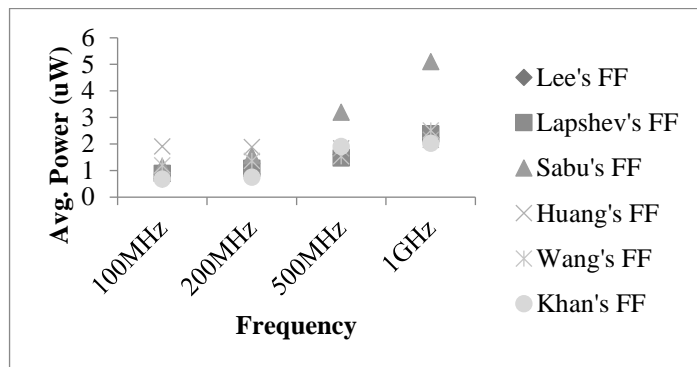 Avg. Power (uW)
6
5
4
3
2
1
0
100MHz
200MHz
500MHz
1GHz
Frequency
Lee's FF
Lapshev's FF
Sabu's FF
Huang's FF
Wang's FF
Khan's FF